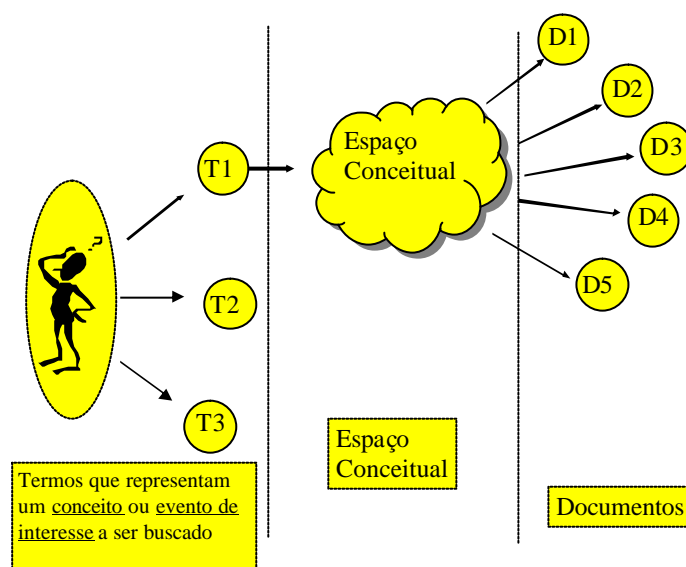 D1
D2
D3
D4
D5
T1
T2
T3
Espaço
Conceitual
?
Termos que representam
um conceito ou evento de
interesse a ser buscado
Espaço
Conceitual
Documentos